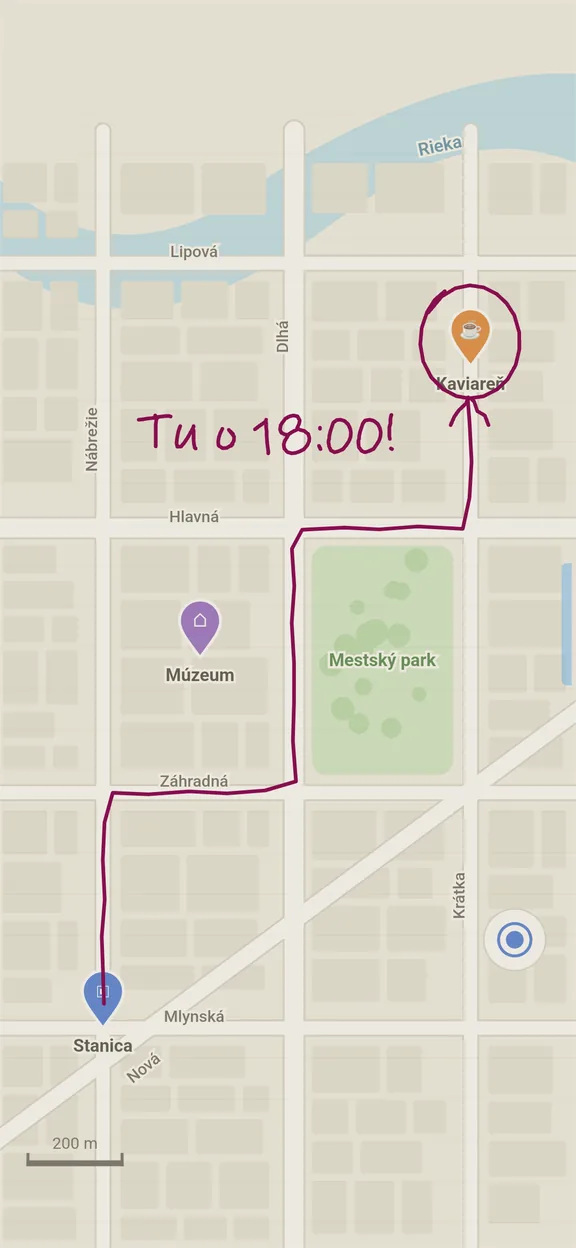 Rieka
Lipová
Dlhá
Kaviareň
Nábrežie
Tu o 18:00!
Hlavná
Mestský park
Múzeum
Záhradná
Krátka
Mlynská
Stanica
Nová
200 m